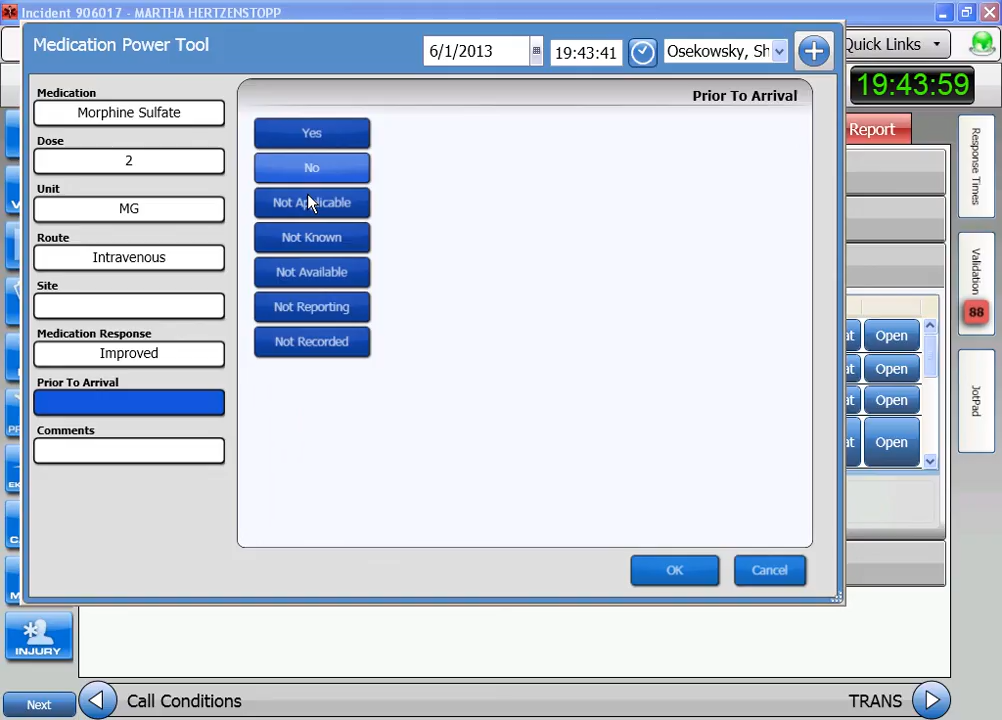 Incident 906017 - MARTHA HERTZENSTOPP
Medication Power Tool
6/1/2013
19:43:41
Osekowsky, Sh
Quick Links
19:43:59
Medication
Morphine Sulfate
Dose
2
Unit
MG
Route
Intravenous
Site
Medication Response
Improved
Prior To Arrival
Comments
Prior To Arrival
Yes
No
Not Applicable
Not Known
Not Available
Not Reporting
Not Recorded
OK
Cancel
Report
Response Times
Validation
88
JotPad
Open
Open
Open
Open
INJURY
Next
Call Conditions
TRANS